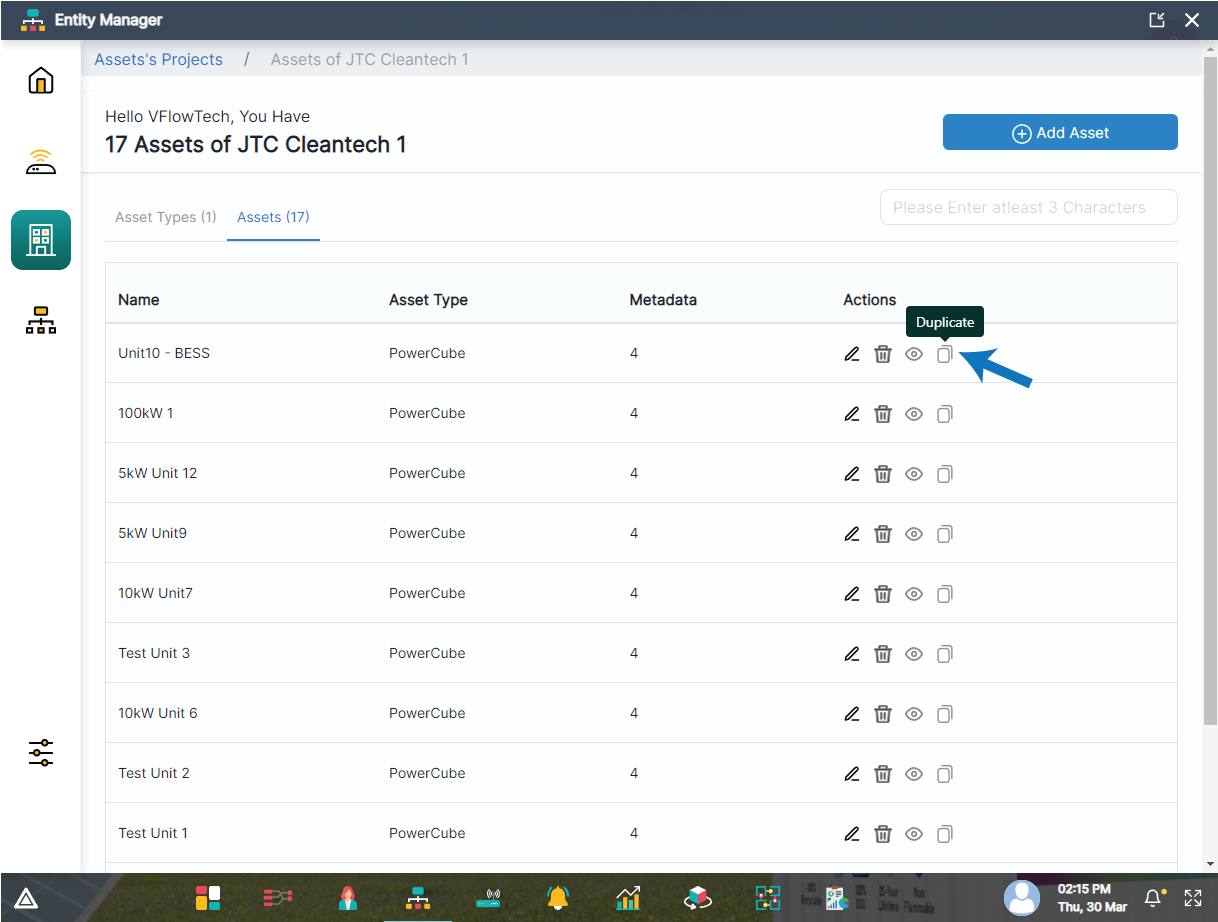 Entity Manager
Assets's Projects / Assets of JTC Cleantech 1
Hello VFlowTech, You Have
17 Assets of JTC Cleantech 1
Add Asset
Asset Types (1) Assets (17)
Please Enter atleast 3 Characters
Name Asset Type Metadata Actions
Duplicate
Unit10 - BESS PowerCube 4
100kW 1 PowerCube 4
5kW Unit 12 PowerCube 4
5kW Unit9 PowerCube 4
10kW Unit7 PowerCube 4
Test Unit 3 PowerCube 4
10kW Unit 6 PowerCube 4
Test Unit 2 PowerCube 4
Test Unit 1 PowerCube 4
02:15 PM
Thu, 30 Mar